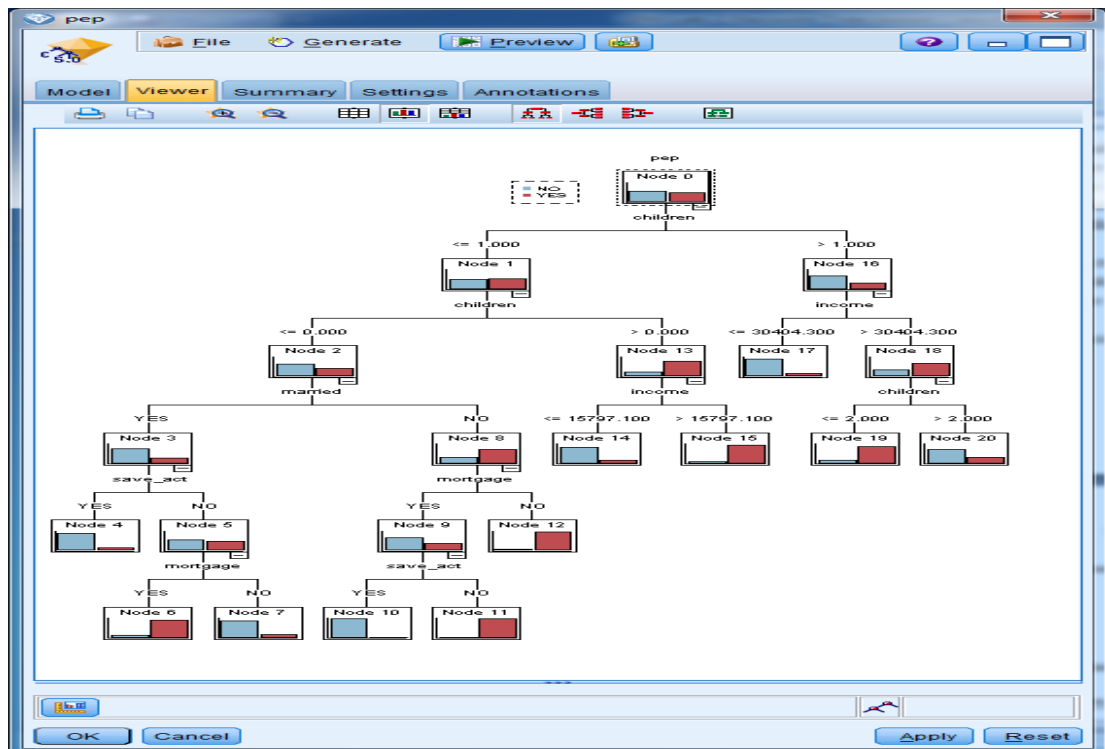 pep
C 5.0 File Generate Preview
Model Viewer Summary Settings Annotations
pep
NO
YES
Node 0
children
<= 1.000 > 1.000
Node 1 Node 16
children income
<= 0.000 > 0.000 <= 30404.300 > 30404.300
Node 2 Node 13 Node 17 Node 18
married income children
YES NO <= 15797.100 > 15797.100 <= 2.000 > 2.000
Node 3 Node 8 Node 14 Node 15 Node 19 Node 20
save_act mortgage
YES NO YES NO
Node 4 Node 5 Node 9 Node 12
mortgage save_act
YES NO YES NO
Node 6 Node 7 Node 10 Node 11
OK Cancel Apply Reset